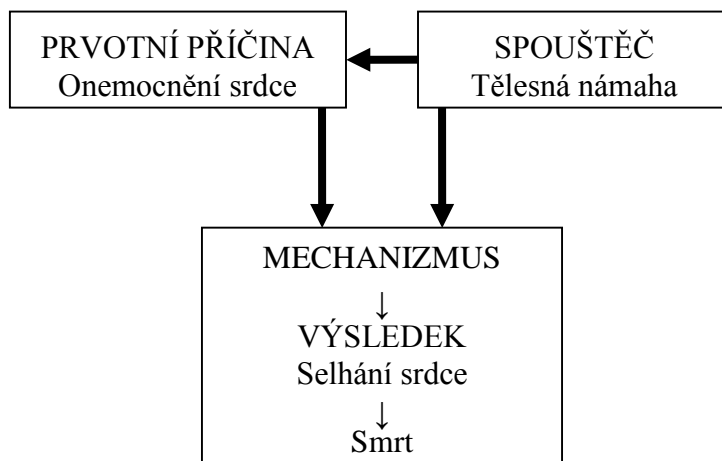 PRVOTNÍ PŘÍČINA
Onemocnění srdce
SPOUŠTĚČ
Tělesná námaha
MECHANIZMUS
↓
VÝSLEDEK
Selhání srdce
↓
Smrt